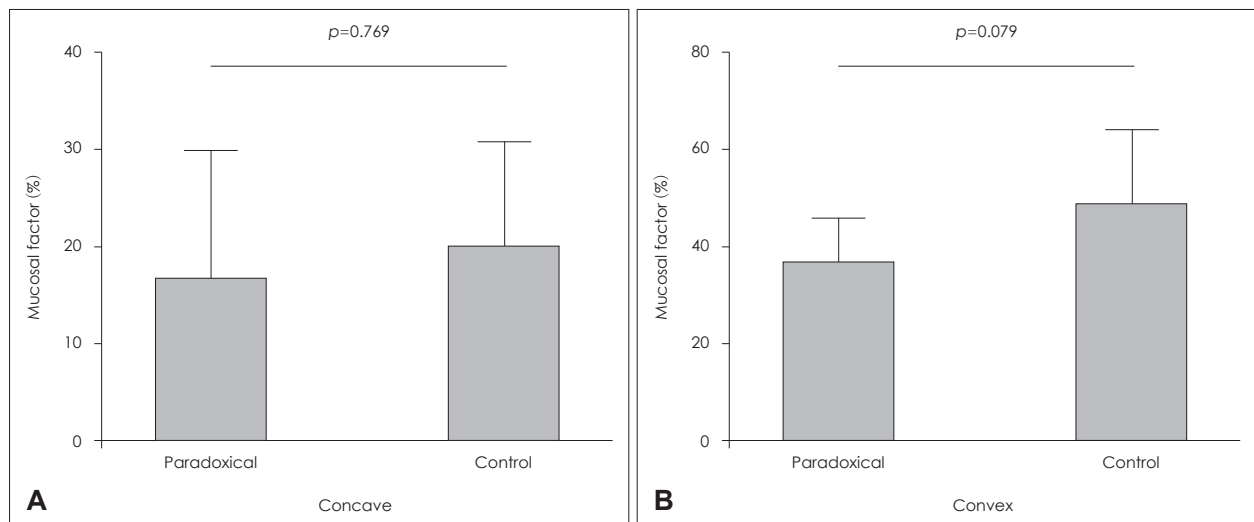 p=0.769
40
30
20
10
0
Mucosal factor (%)
Paradoxical Control
Concave
A
p=0.079
80
60
40
20
0
Mucosal factor (%)
Paradoxical Control
Convex
B